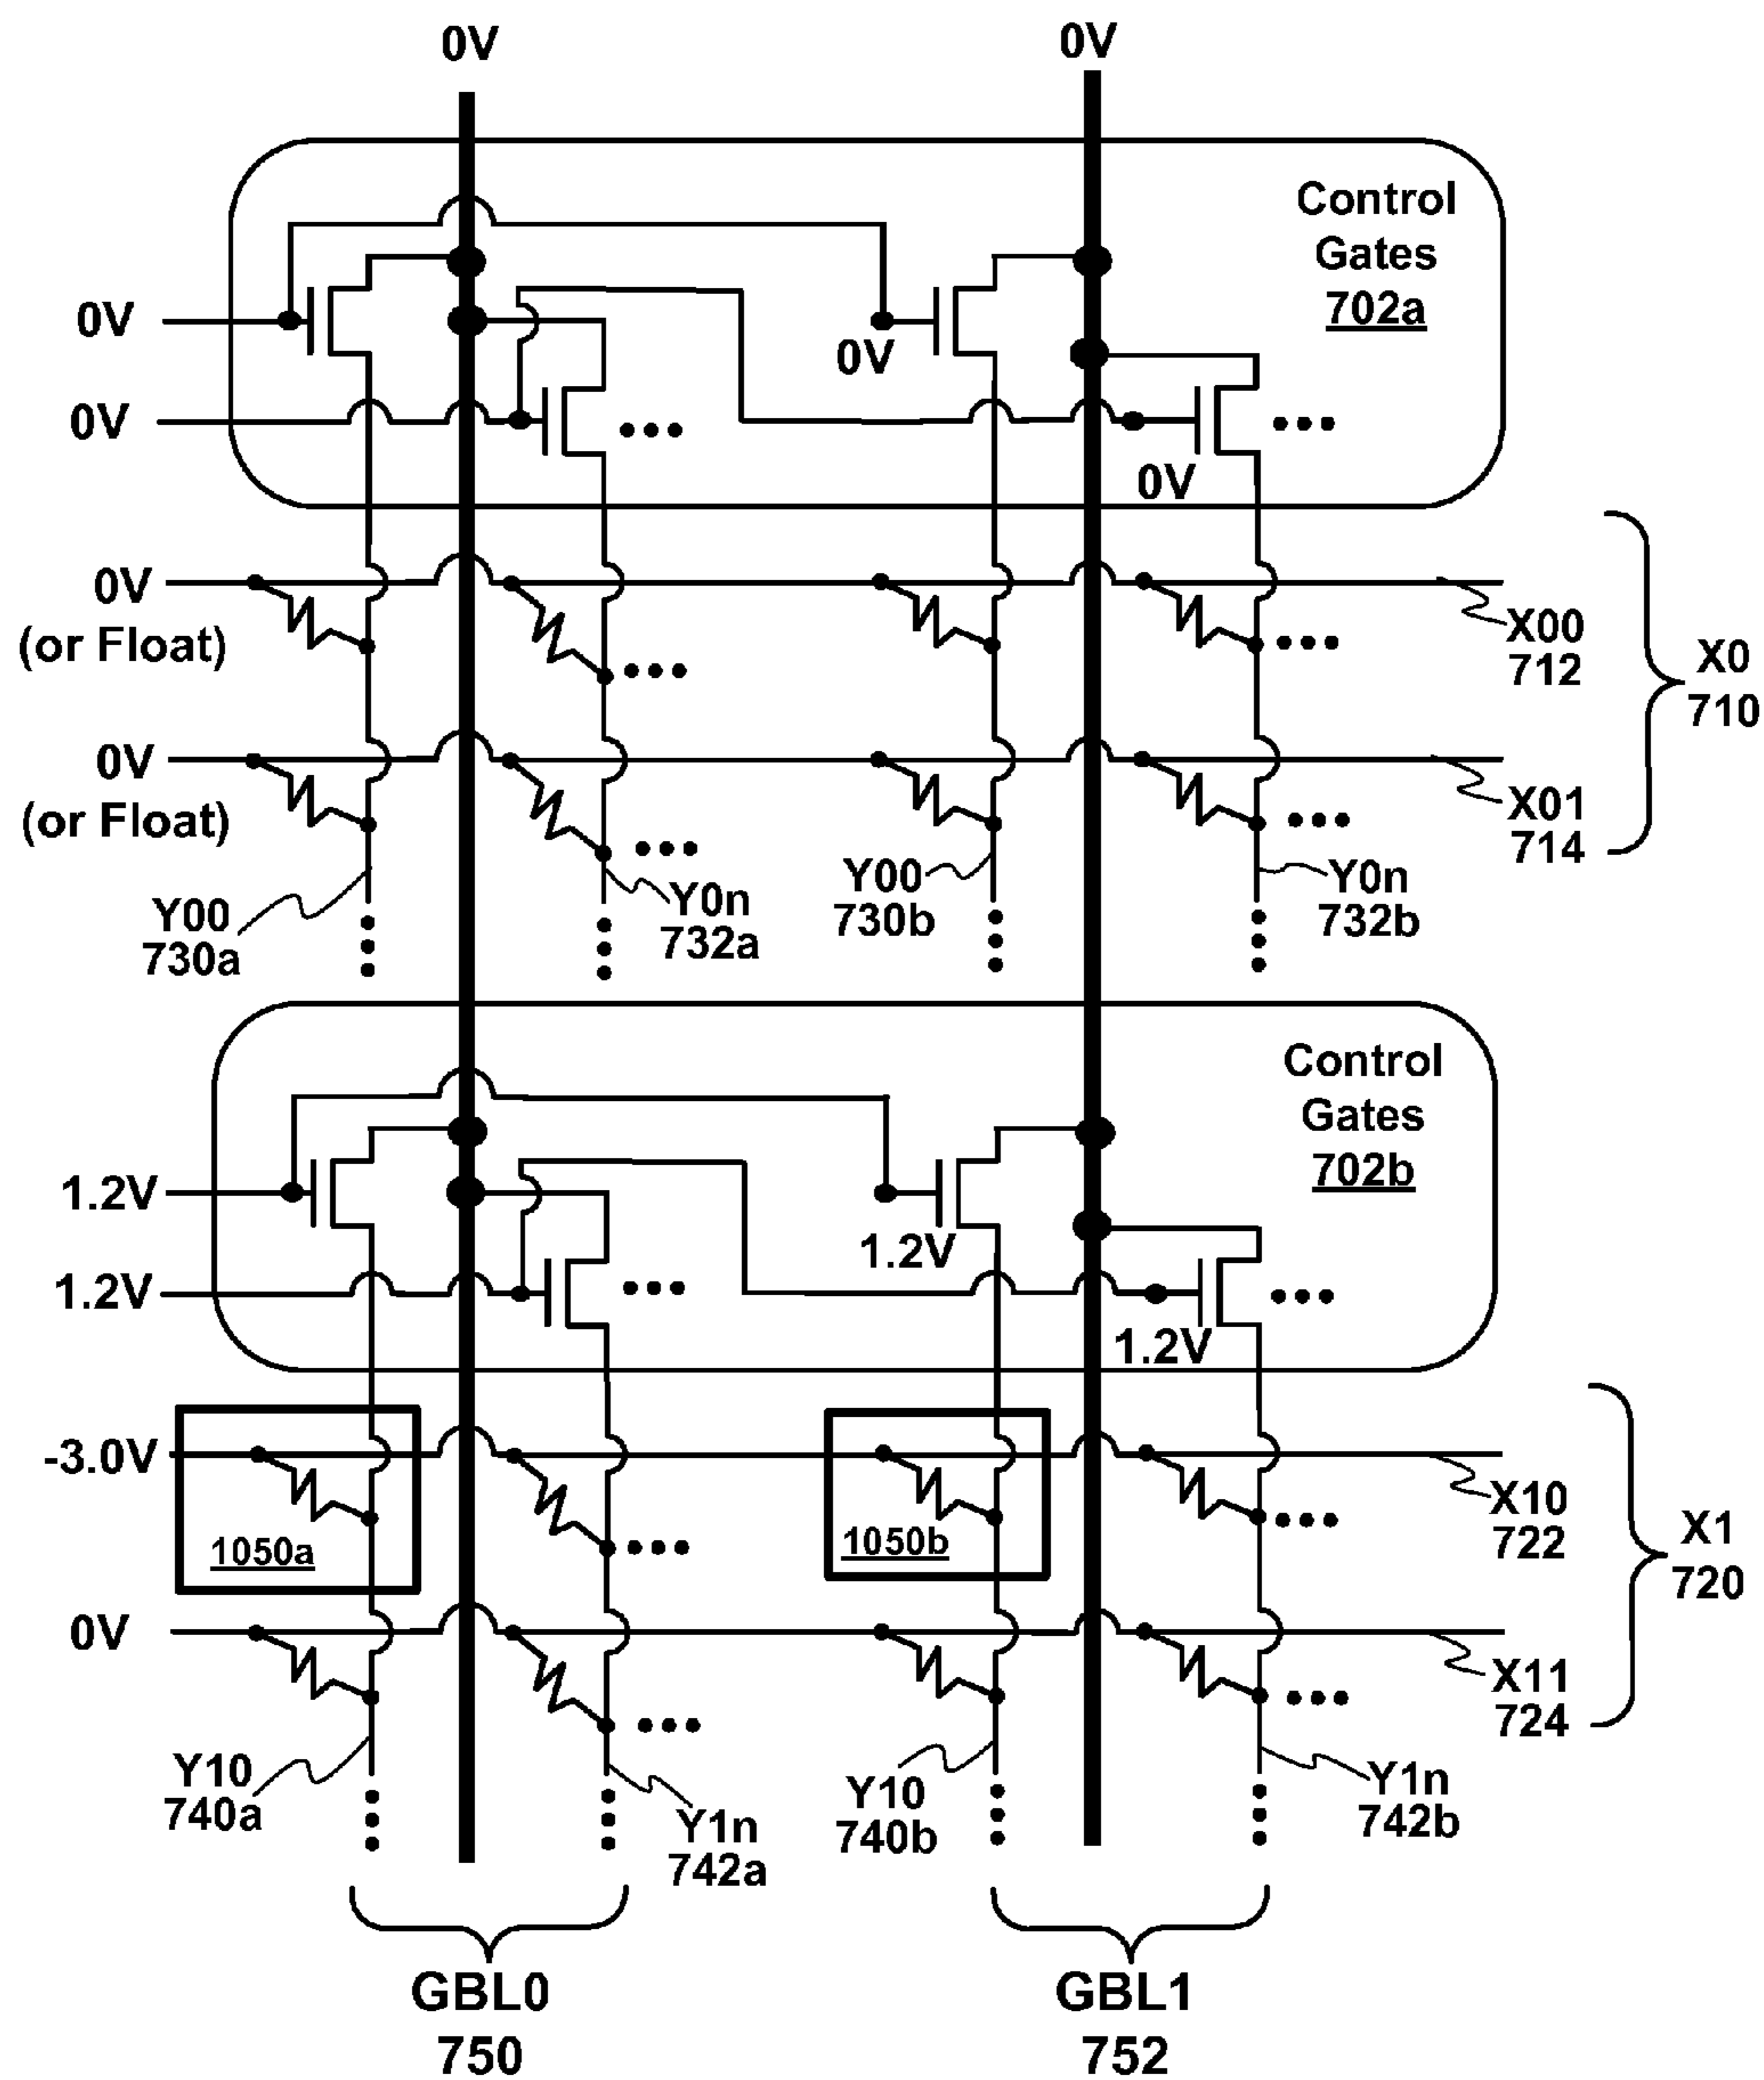 0V
0V
Control
Gates
702a
0V
0V
0V
0V
0V
(or Float)
X00
712
X0
710
0V
(or Float)
X01
714
Y00
730a
Y0n
732a
Y00
730b
Y0n
732b
Control
Gates
702b
1.2V
1.2V
1.2V
1.2V
-3.0V
1050a
1050b
X10
722
X1
720
0V
X11
724
Y10
740a
Y1n
742a
Y10
740b
Y1n
742b
GBL0
750
GBL1
752